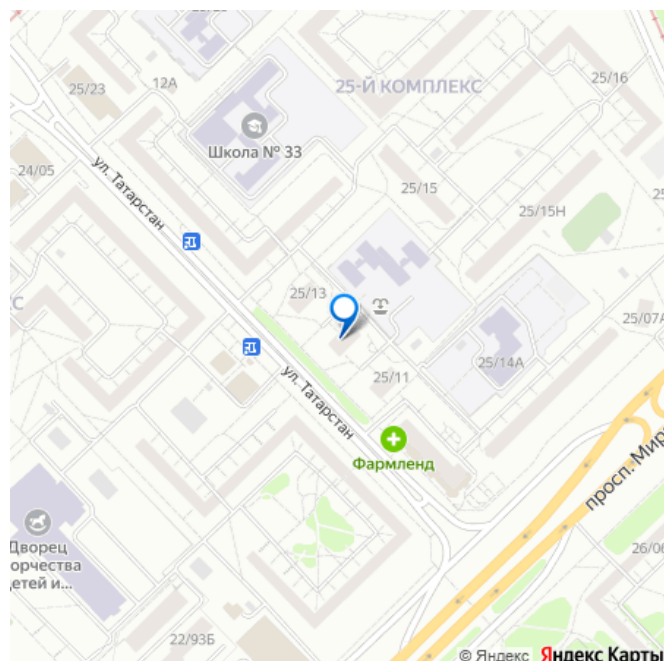 25/23
12А
25-Й КОМПЛЕКС
25/16
Школа № 33
24/05
ул. Татарстан
25/15
25/15Н
25/13
25/07А
25/14А
25/11
ул. Татарстан
Фармленд
просп. Мир
Дворец
орчества
детей и...
26/06
22/93Б
© Яндекс Яндекс Карты